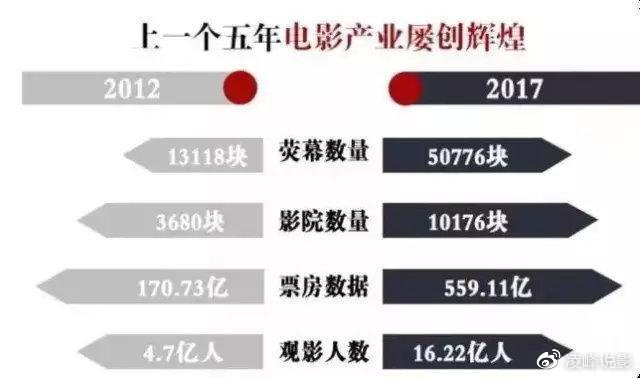 上一个五年电影产业屡创辉煌
2012 2017
13118块 荧幕数量 50776块
3680块 影院数量 10176块
170.73亿 票房数据 559.11亿
4.7亿人 观影人数 16.22亿人
凌峰说影